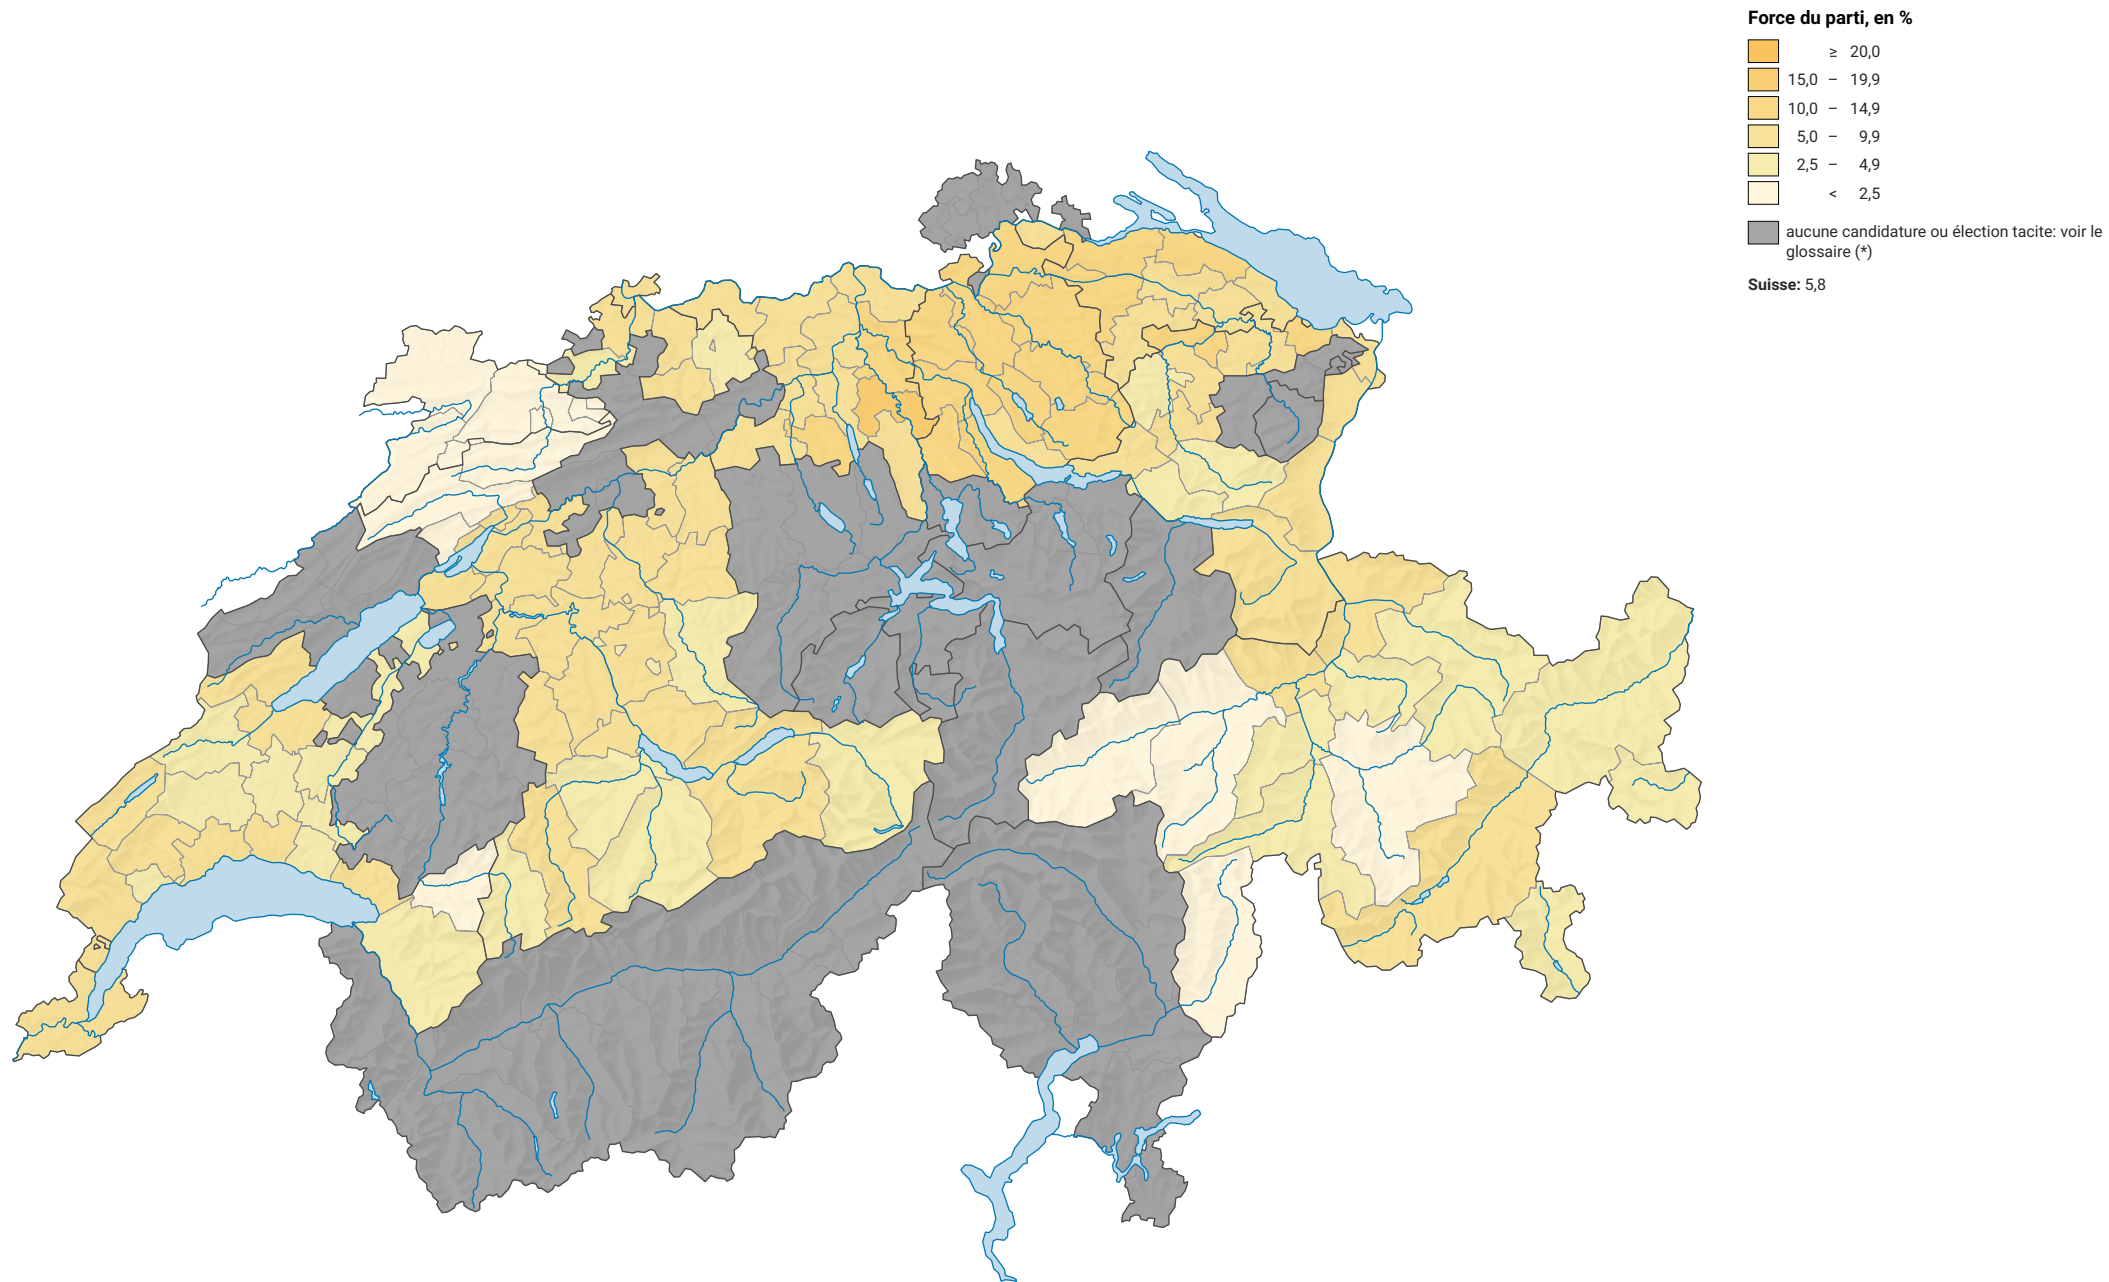 Force du parti, en %
≥ 20,0
15,0 – 19,9
10,0 – 14,9
5,0 – 9,9
2,5 – 4,9
< 2,5
aucune candidature ou élection tacite: voir le
glossaire (*)
Suisse: 5,8